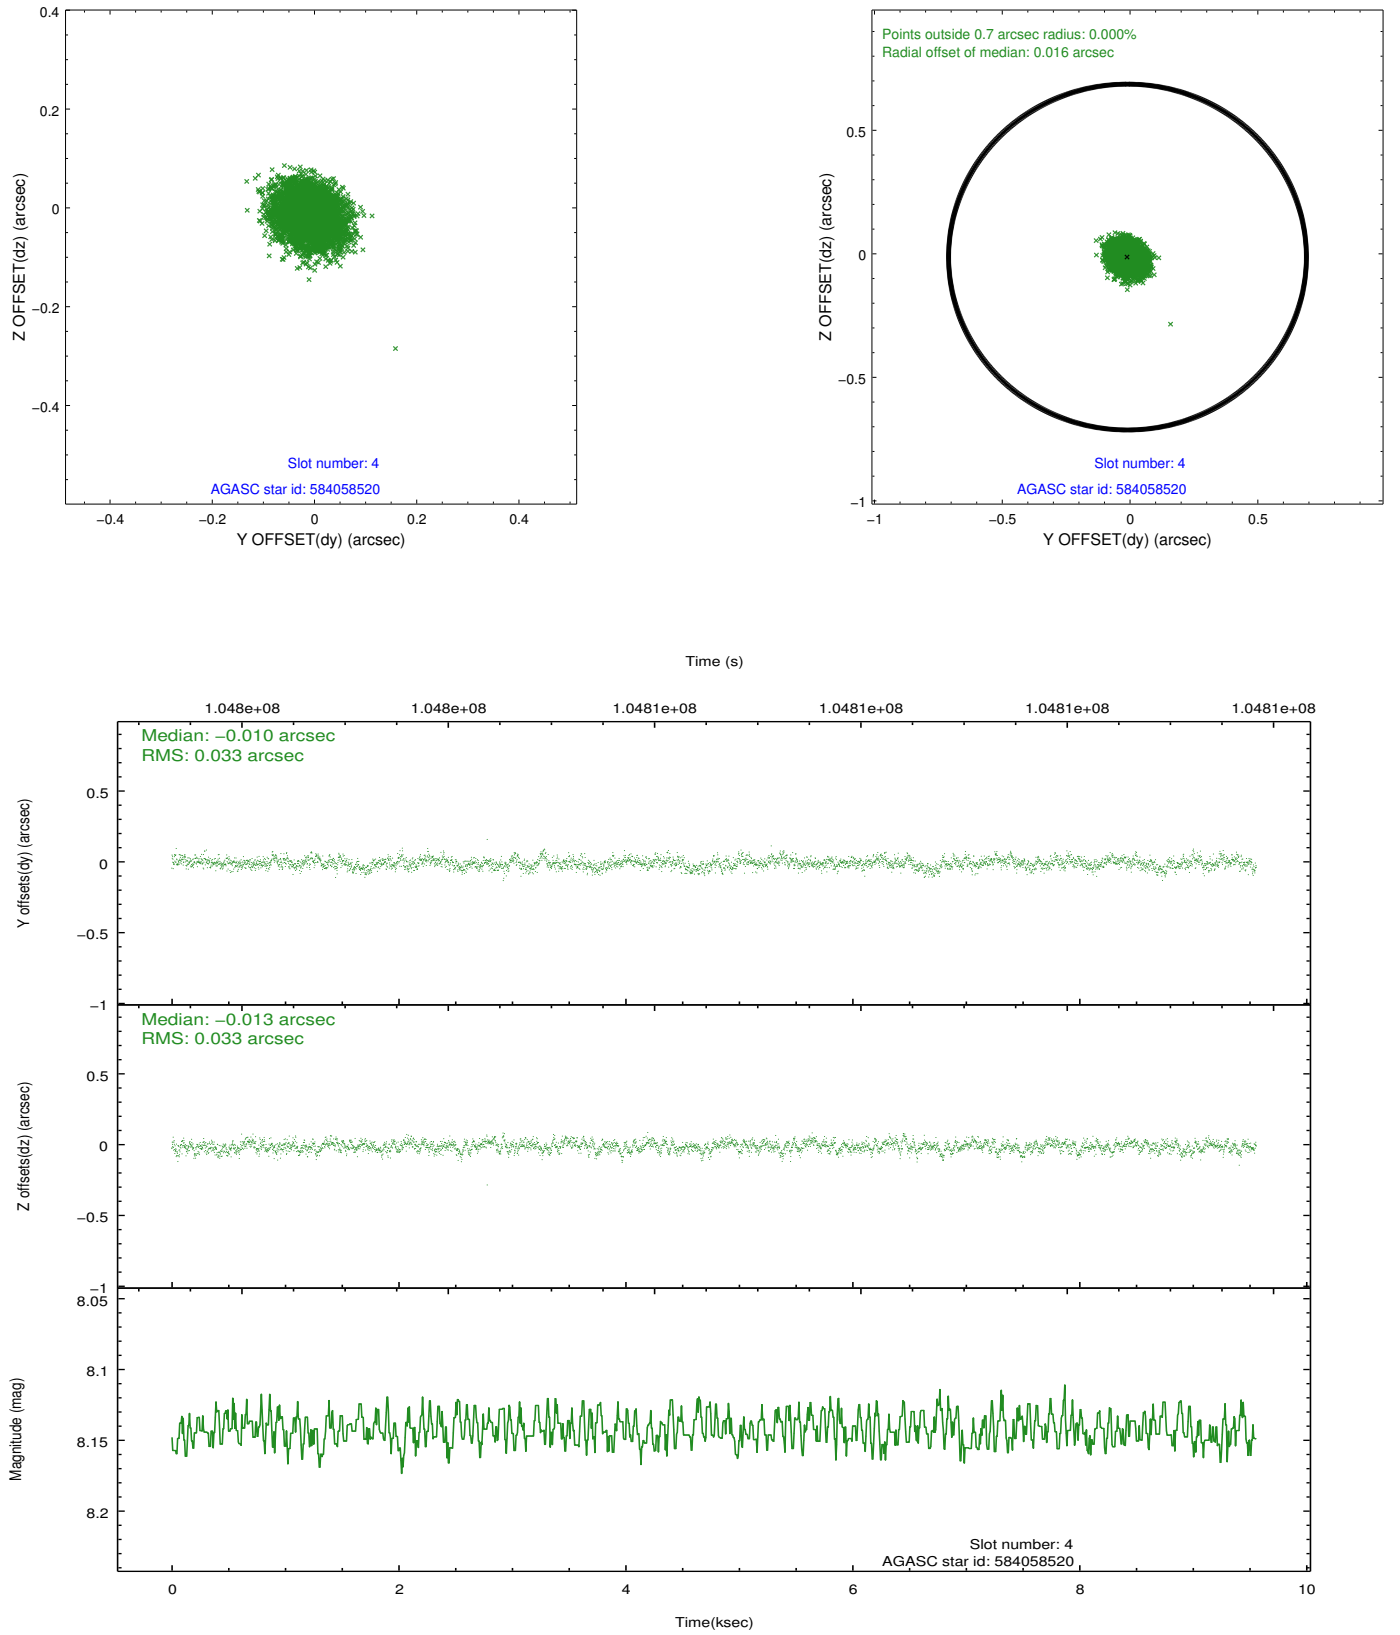 0.4
0.2
0
−0.2
−0.4
Z OFFSET(dz) (arcsec)
Slot number: 4
AGASC star id: 584058520
−0.4
−0.2
0
0.2
0.4
Y OFFSET(dy) (arcsec)
Points outside 0.7 arcsec radius: 0.000%
Radial offset of median: 0.016 arcsec
0.5
0
−0.5
−1
Z OFFSET(dz) (arcsec)
Slot number: 4
AGASC star id: 584058520
−1
−0.5
0
0.5
Y OFFSET(dy) (arcsec)
Time (s)
1.048e+08
1.048e+08
1.0481e+08
1.0481e+08
1.0481e+08
1.0481e+08
Median: −0.010 arcsec
RMS: 0.033 arcsec
0.5
0
−0.5
−1
Y offsets(dy) (arcsec)
Median: −0.013 arcsec
RMS: 0.033 arcsec
0.5
0
−0.5
−1
Z offsets(dz) (arcsec)
8.05
8.1
8.15
8.2
Magnitude (mag)
Slot number: 4
AGASC star id: 584058520
0
2
4
6
8
10
Time(ksec)